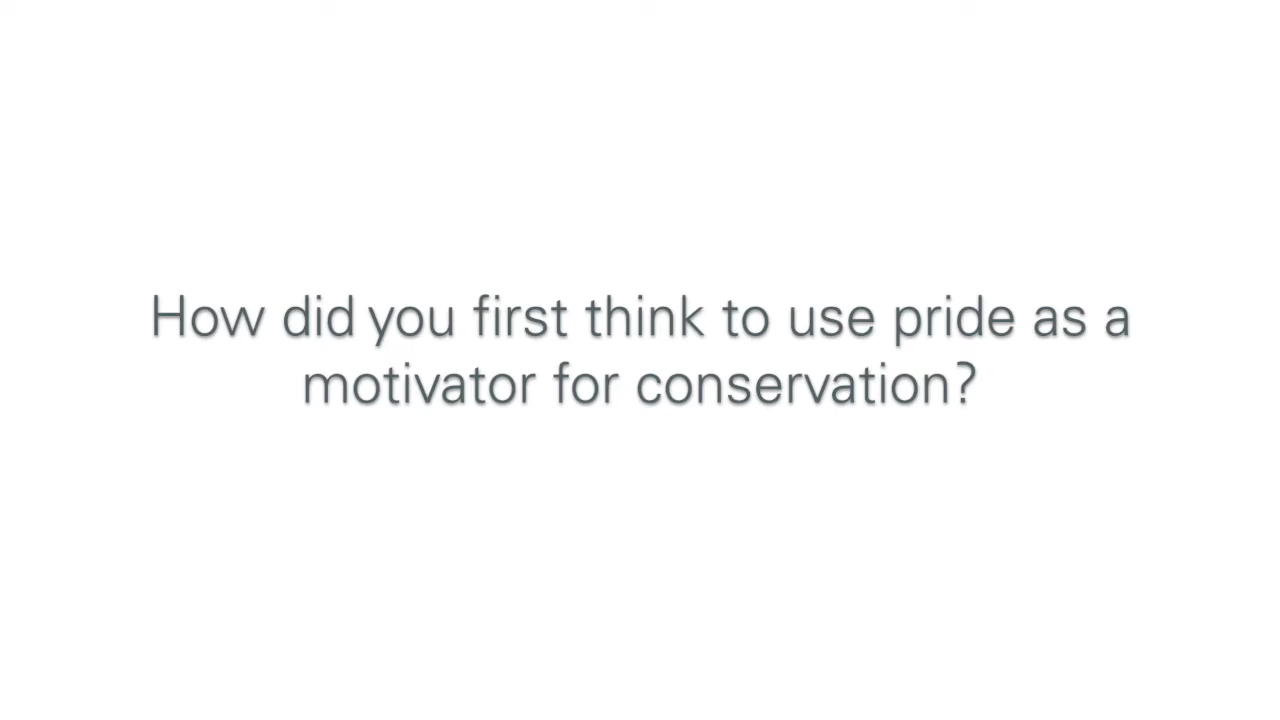 How did you first think to use pride as a
motivator for conservation?